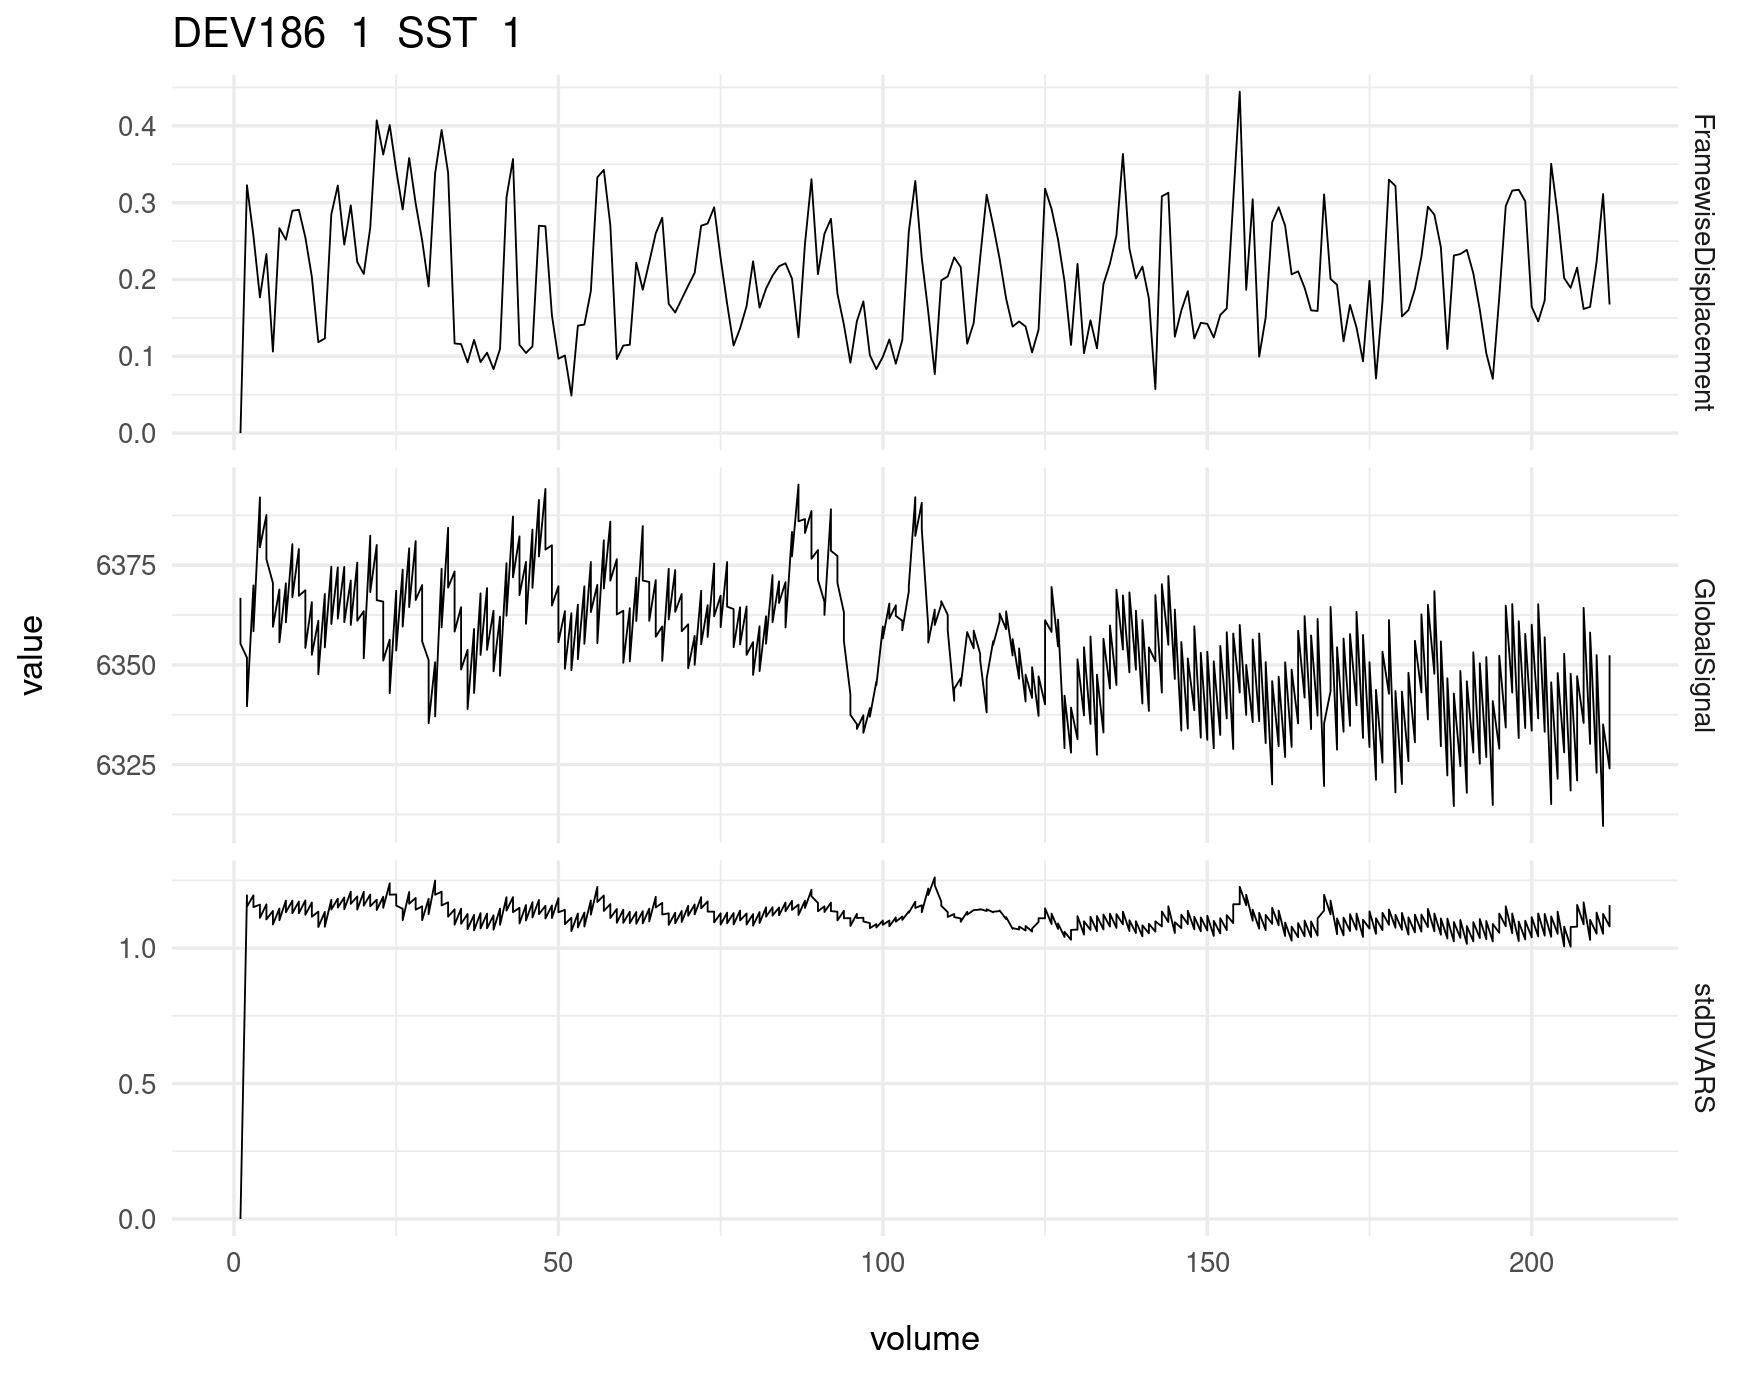 DEV186 1 SST 1
0.4
0.3
0.2
0.1
0.0
FramewiseDisplacement
6375
6350
6325
GlobalSignal
value
1.0
0.5
0.0
stdDVARS
0 50 100 150 200
volume